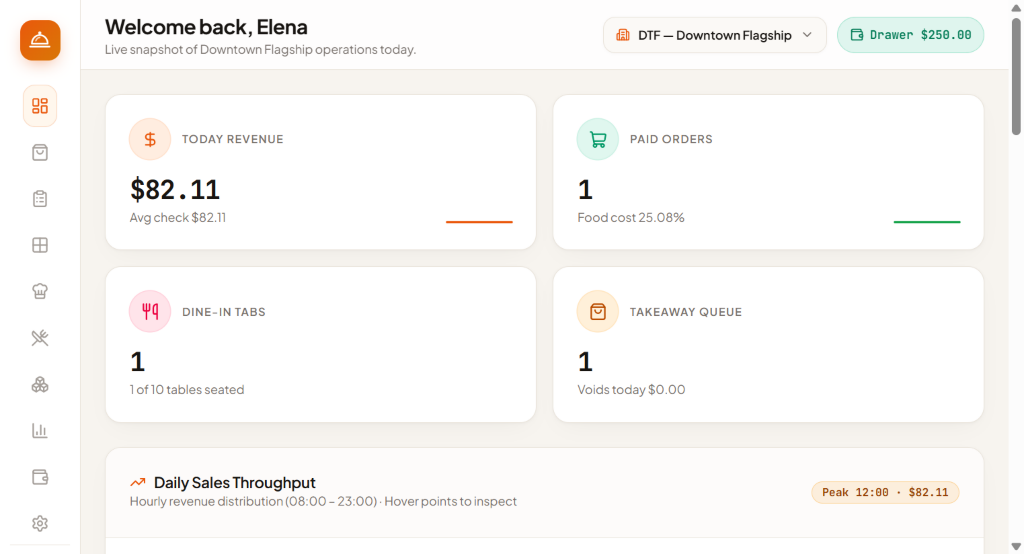 Welcome back, Elena
Live snapshot of Downtown Flagship operations today.
DTF — Downtown Flagship
Drawer $250.00
TODAY REVENUE
$82.11
Avg check $82.11
PAID ORDERS
1
Food cost 25.08%
DINE-IN TABS
1
1 of 10 tables seated
TAKEAWAY QUEUE
1
Voids today $0.00
Daily Sales Throughput
Hourly revenue distribution (08:00 – 23:00) · Hover points to inspect
Peak 12:00 · $82.11